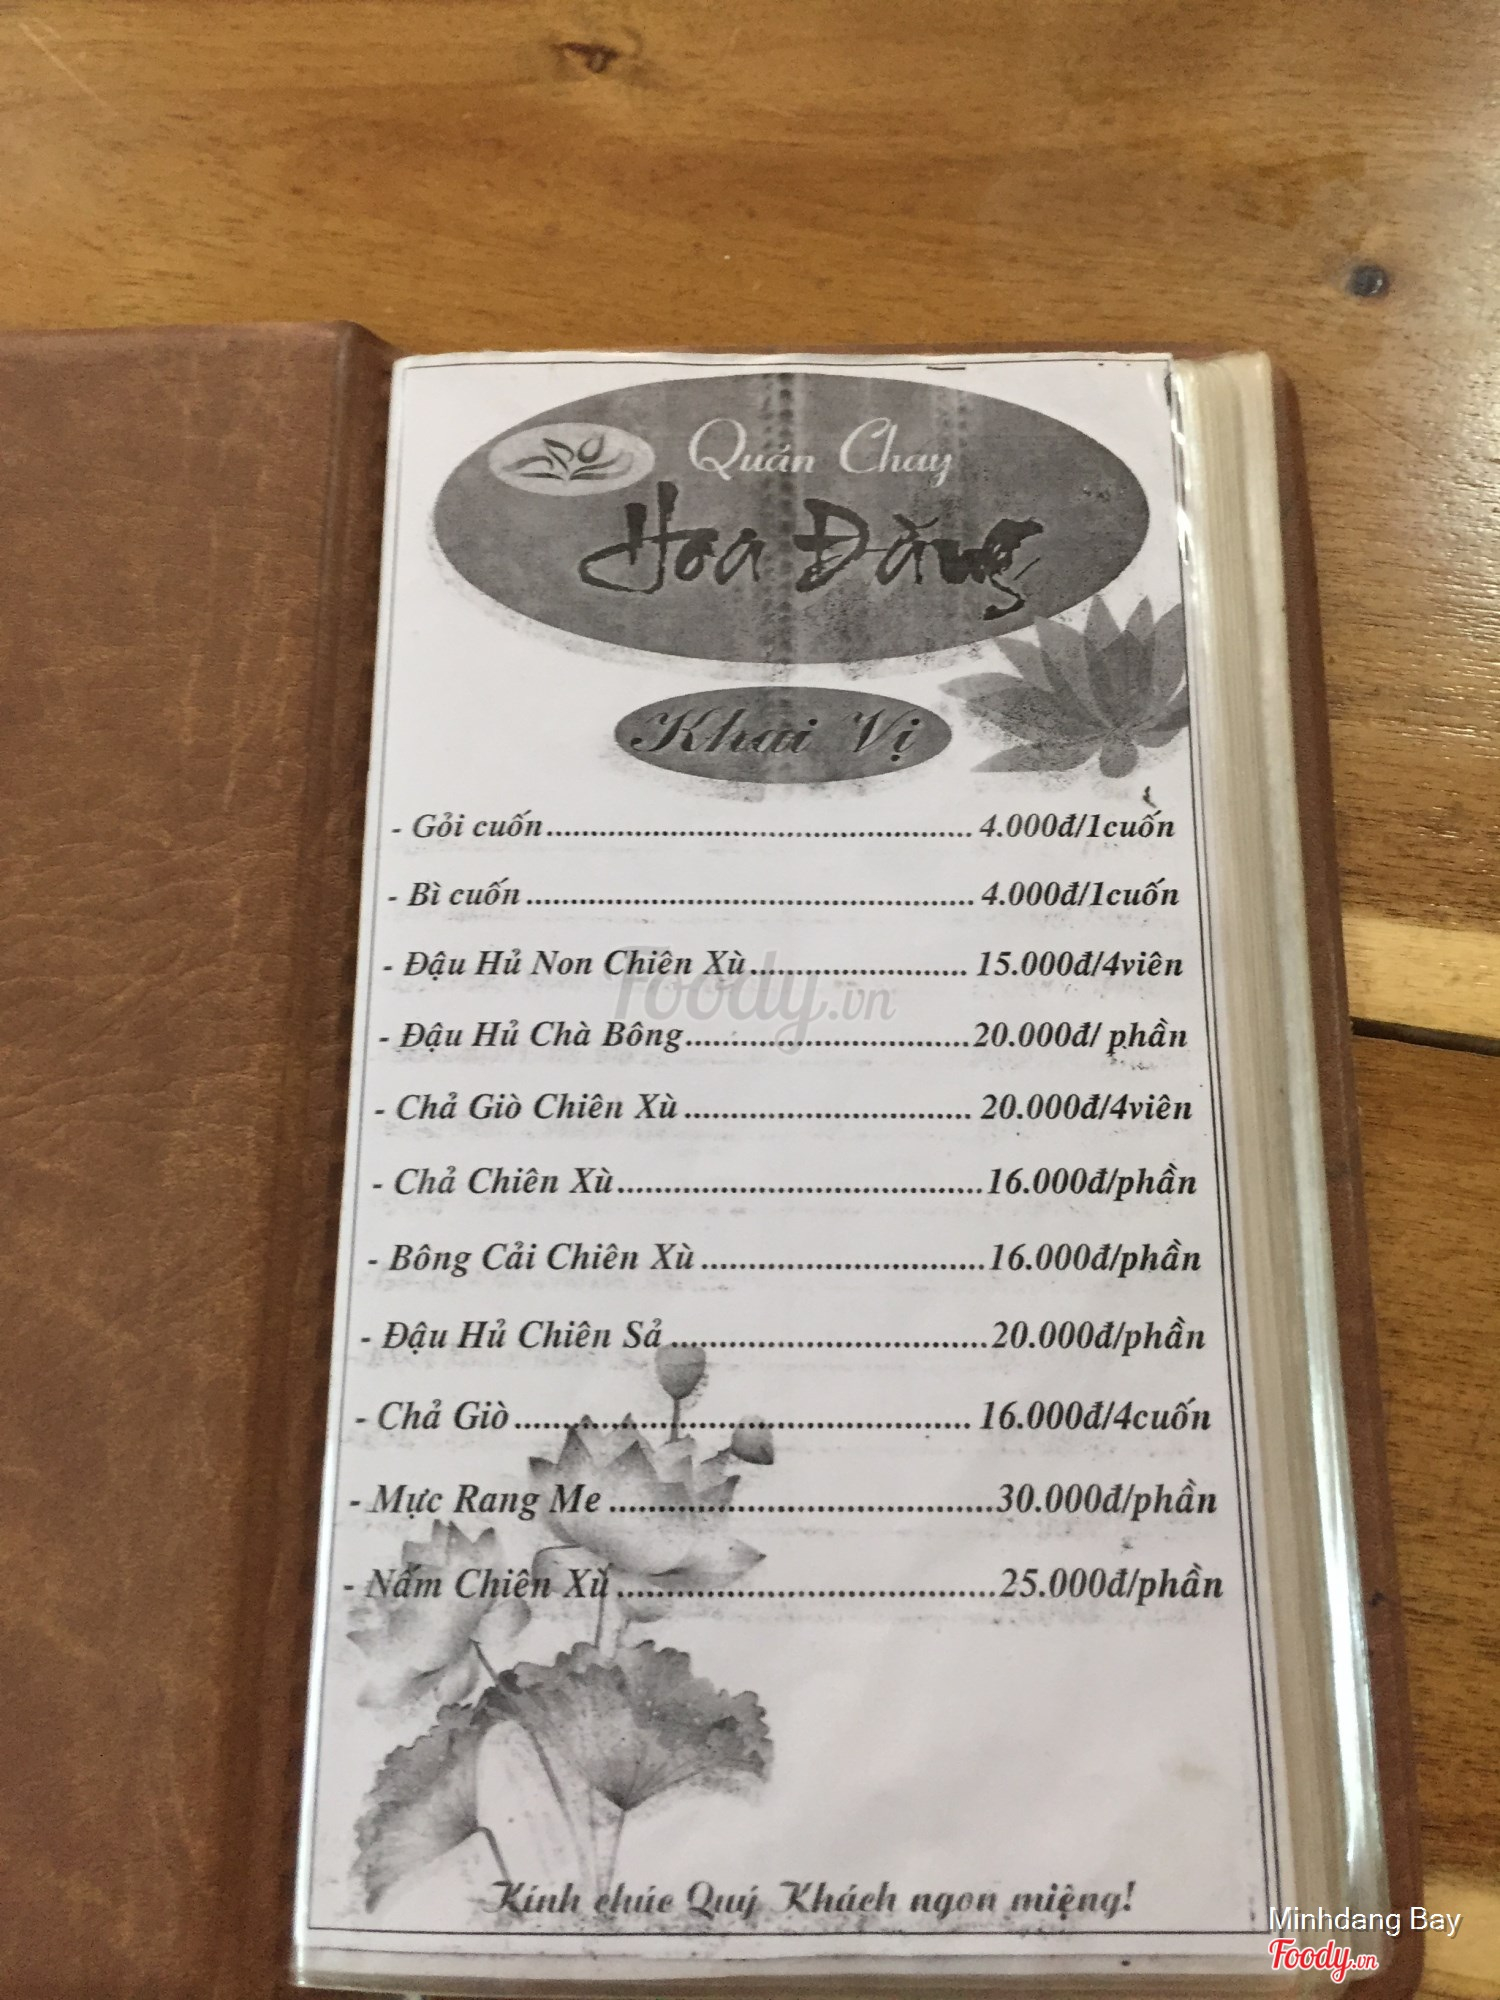 Quán Chay
Hoa Đăng
Khai Vị
- Gỏi cuốn................................................ 4.000đ/1cuốn
- Bì cuốn................................................... 4.000đ/1cuốn
- Đậu Hủ Non Chiên Xù........................ 15.000đ/4viên
- Đậu Hủ Chà Bông................................20.000đ/ phần
- Chả Giò Chiên Xù................................ 20.000đ/4viên
- Chả Chiên Xù........................................16.000đ/phần
- Bông Cải Chiên Xù...............................16.000đ/phần
- Đậu Hủ Chiên Sả..................................20.000đ/phần
- Chả Giò................................................. 16.000đ/4cuốn
- Mực Rang Me........................................30.000đ/phần
- Nấm Chiên Xù.......................................25.000đ/phần
Kính chúc Quý Khách ngon miệng!
Foody.vn
Minhdang Bay
Foody.vn